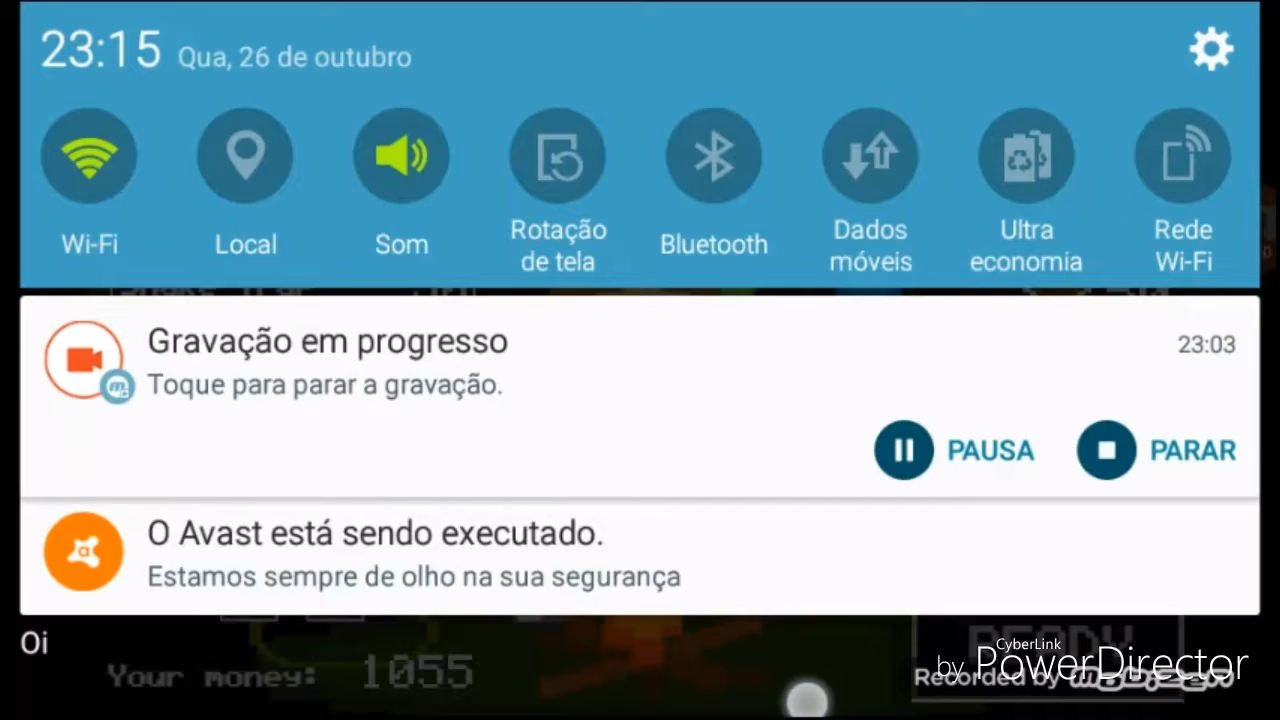 23:15 Qua, 26 de outubro
Wi-Fi
Local
Som
Rotação
de tela
Bluetooth
Dados
móveis
Ultra
economia
Rede
Wi-Fi
Gravação em progresso
23:03
Toque para parar a gravação.
PAUSA
PARAR
O Avast está sendo executado.
Estamos sempre de olho na sua segurança
Oi
READY
Your money: 1055
CyberLink
by PowerDirector
Recorded by